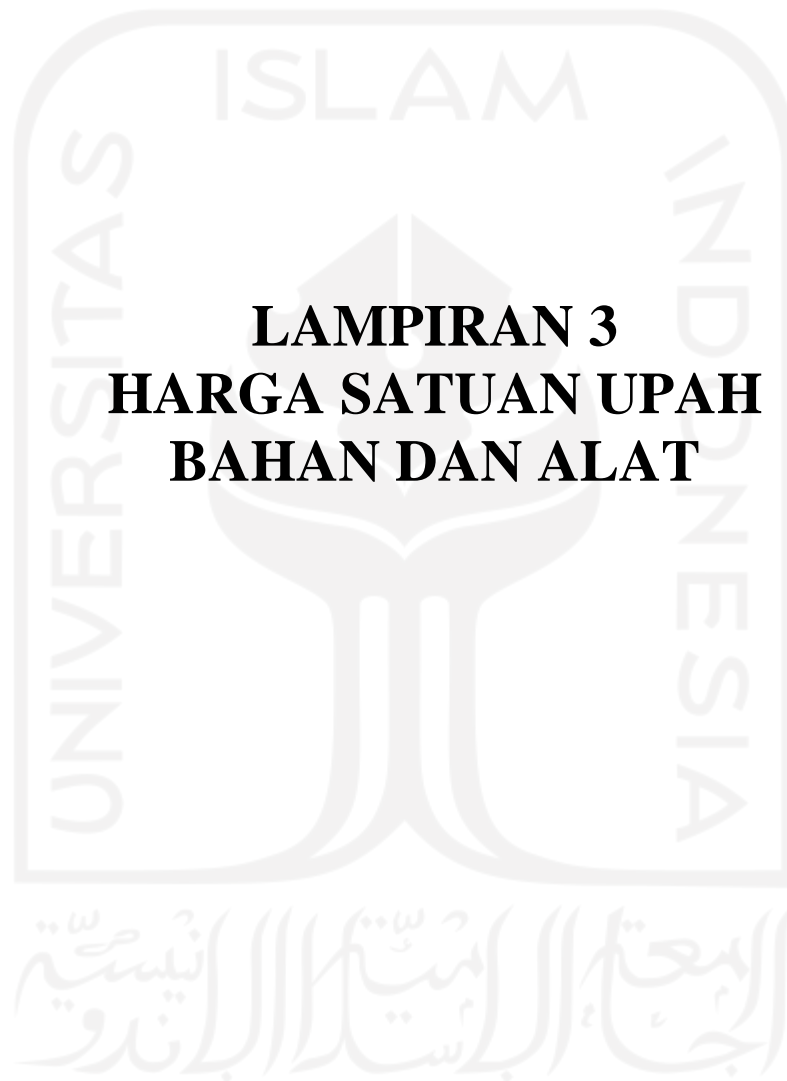 ISLAM
UNIVERSITAS
INDONESIA
LAMPIRAN 3
HARGA SATUAN UPAH
BAHAN DAN ALAT